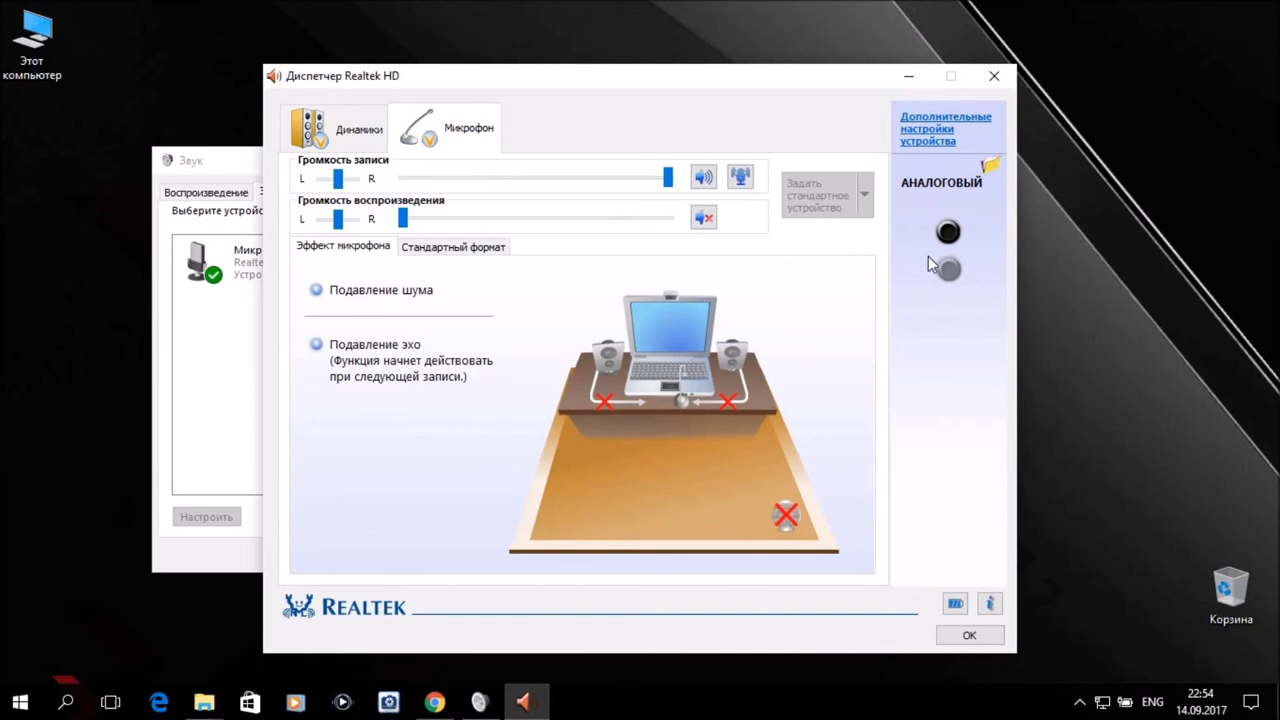 Этот
компьютер
Диспетчер Realtek HD
Динамики
Микрофон
Дополнительные
настройки
устройства
Звук
Громкость записи
L R
Задать
стандартное
устройство
АНАЛОГОВЫЙ
Воспроизведение
Выберите устрой
Громкость воспроизведения
L R
Эффект микрофона
Стандартный формат
Микр
Realte
Устро
Подавление шума
Подавление эхо
(Функция начнет действовать
при следующей записи.)
Настроить
REALTEK
OK
Корзина
ENG
22:54
14.09.2017